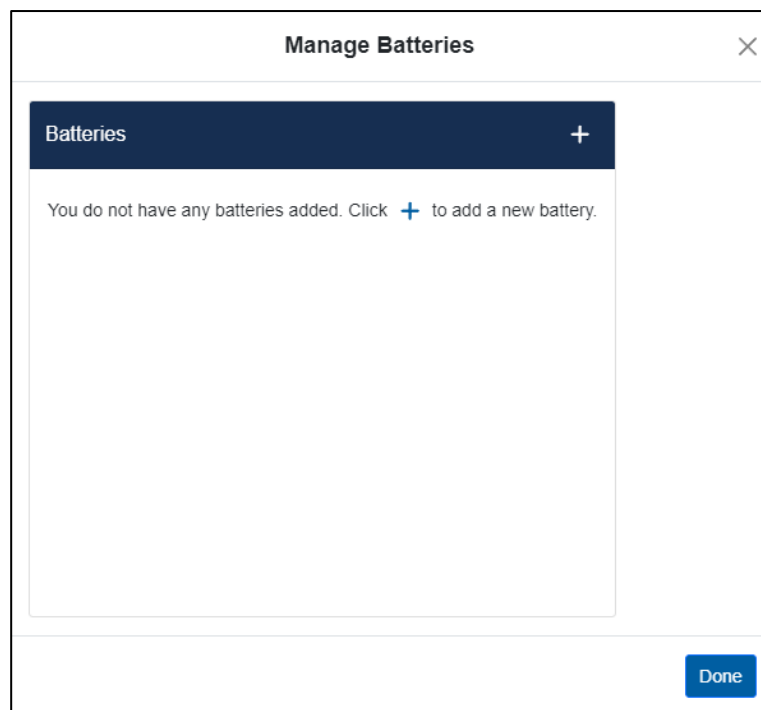 Manage Batteries
Batteries
You do not have any batteries added. Click + to add a new battery.
Done